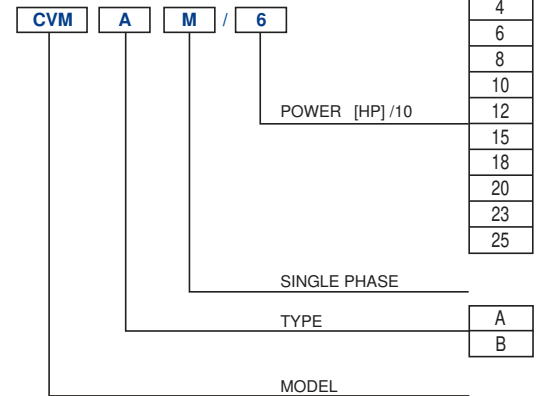 CVM A M / 6
4
6
8
10
POWER [HP] /10 12
15
18
20
23
25
SINGLE PHASE
TYPE A
B
MODEL